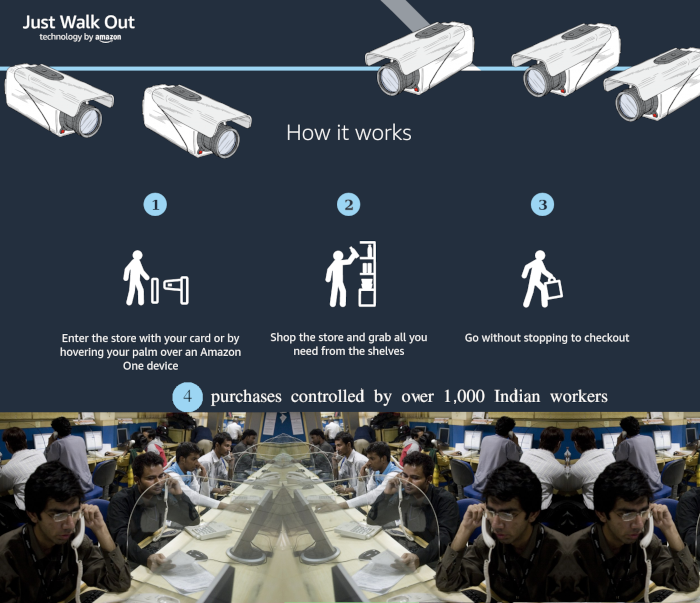 Just Walk Out
technology by amazon
How it works
1
2
3
Enter the store with your card or by
hovering your palm over an Amazon
One device
Shop the store and grab all you
need from the shelves
Go without stopping to checkout
4 purchases controlled by over 1,000 Indian workers